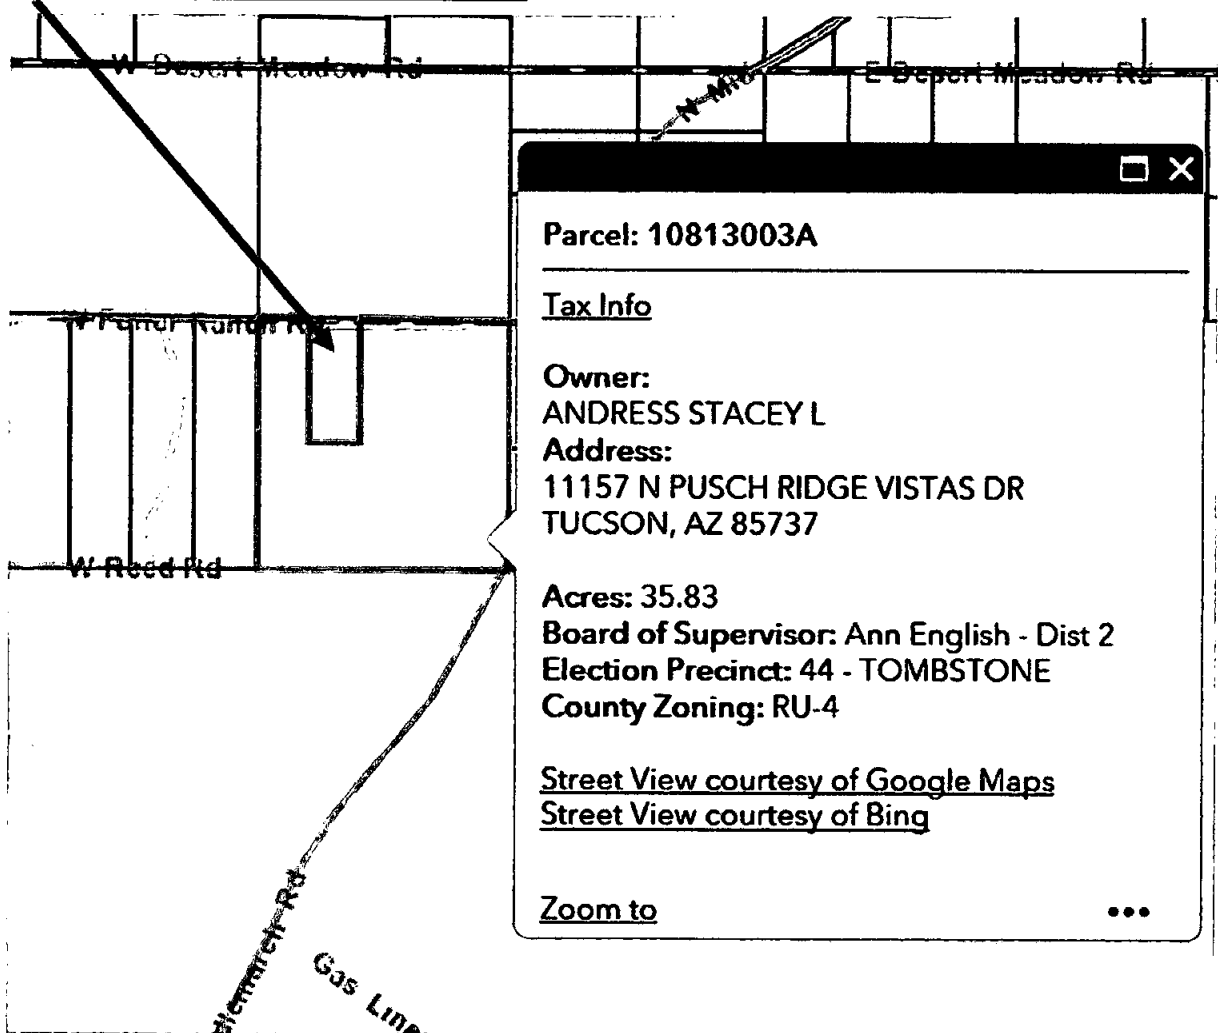 W Desert Meadow Rd
E Desert Meadow Rd
N Mid
Parcel: 10813003A
Tax Info
Owner:
ANDRESS STACEY L
Address:
11157 N PUSCH RIDGE VISTAS DR
TUCSON, AZ 85737
Acres: 35.83
Board of Supervisor: Ann English - Dist 2
Election Precinct: 44 - TOMBSTONE
County Zoning: RU-4
Street View courtesy of Google Maps
Street View courtesy of Bing
Zoom to
W Reed Rd
dlemarch Rd
Gas Line